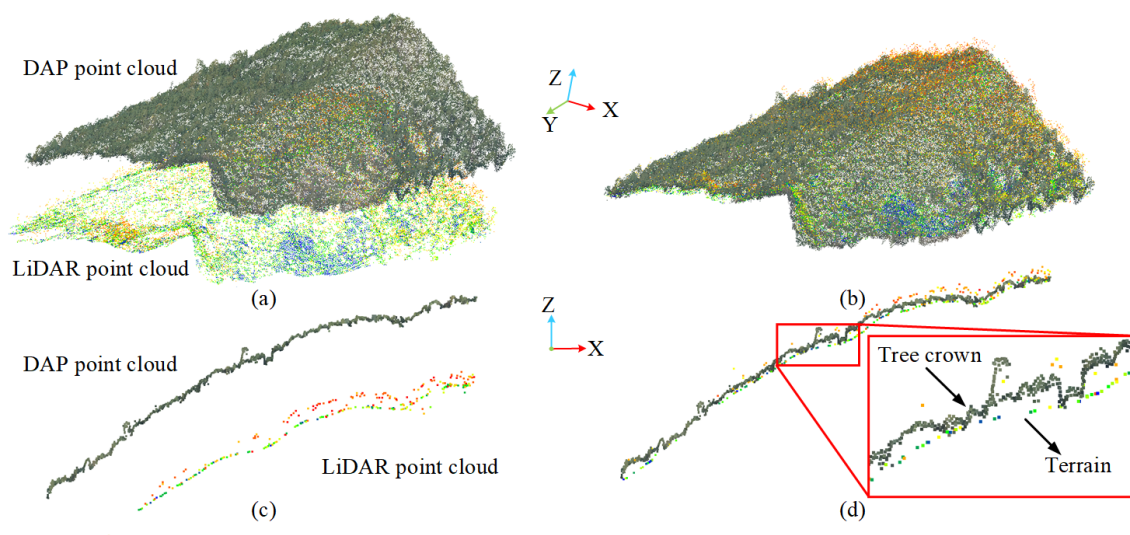 DAP point cloud
LiDAR point cloud
(a)
Z
X
Y
(b)
DAP point cloud
LiDAR point cloud
(c)
Z
X
Tree crown
Terrain
(d)